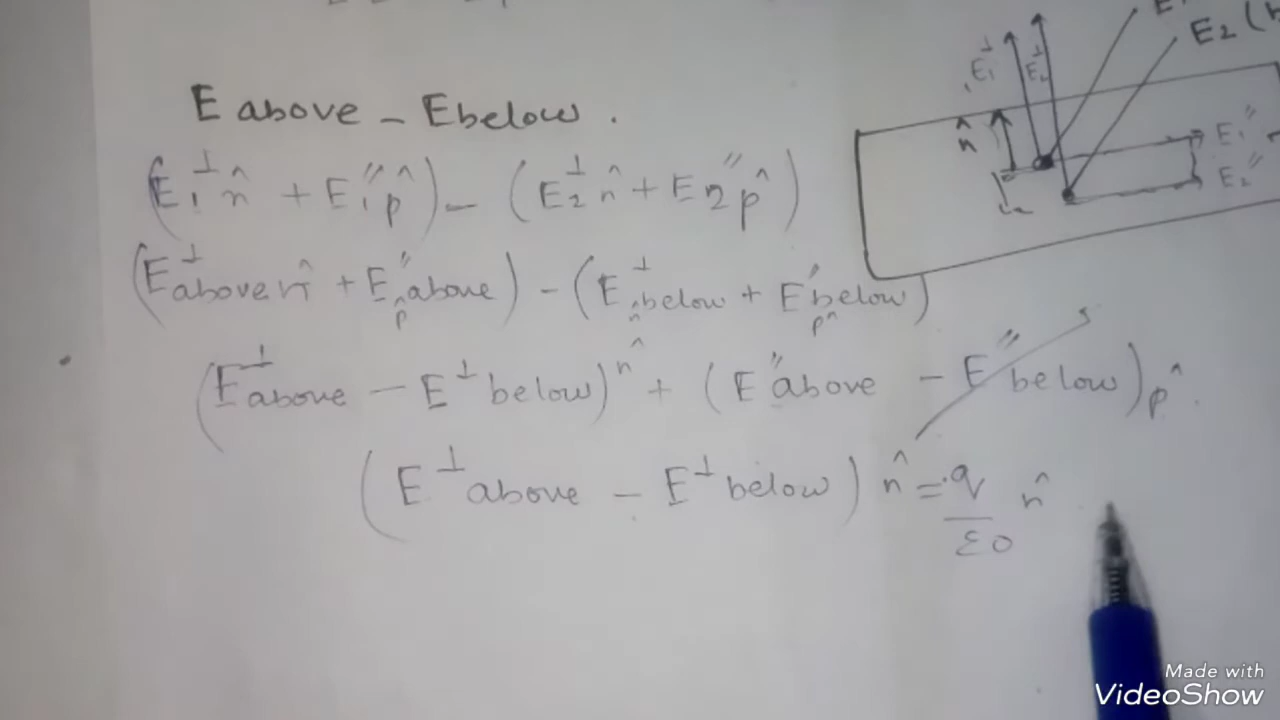 E above - E below.
(E₁^⊥ n̂ + E₁^″ p̂) - (E₂^⊥ n̂ + E₂^″ p̂)
(E^⊥ above n̂ + E^″ p̂ above) - (E^⊥ n̂ below + E^′ below p̂)
(E^⊥ above - E^⊥ below) n̂ + (E^″ above - E^″ below) p̂.
(E^⊥ above - E^⊥ below) n̂ = q/ε0 n̂
E₁^⊥
E₂^⊥
E₂ (
n̂
E₁^″
E₂^″
Made with
VideoShow